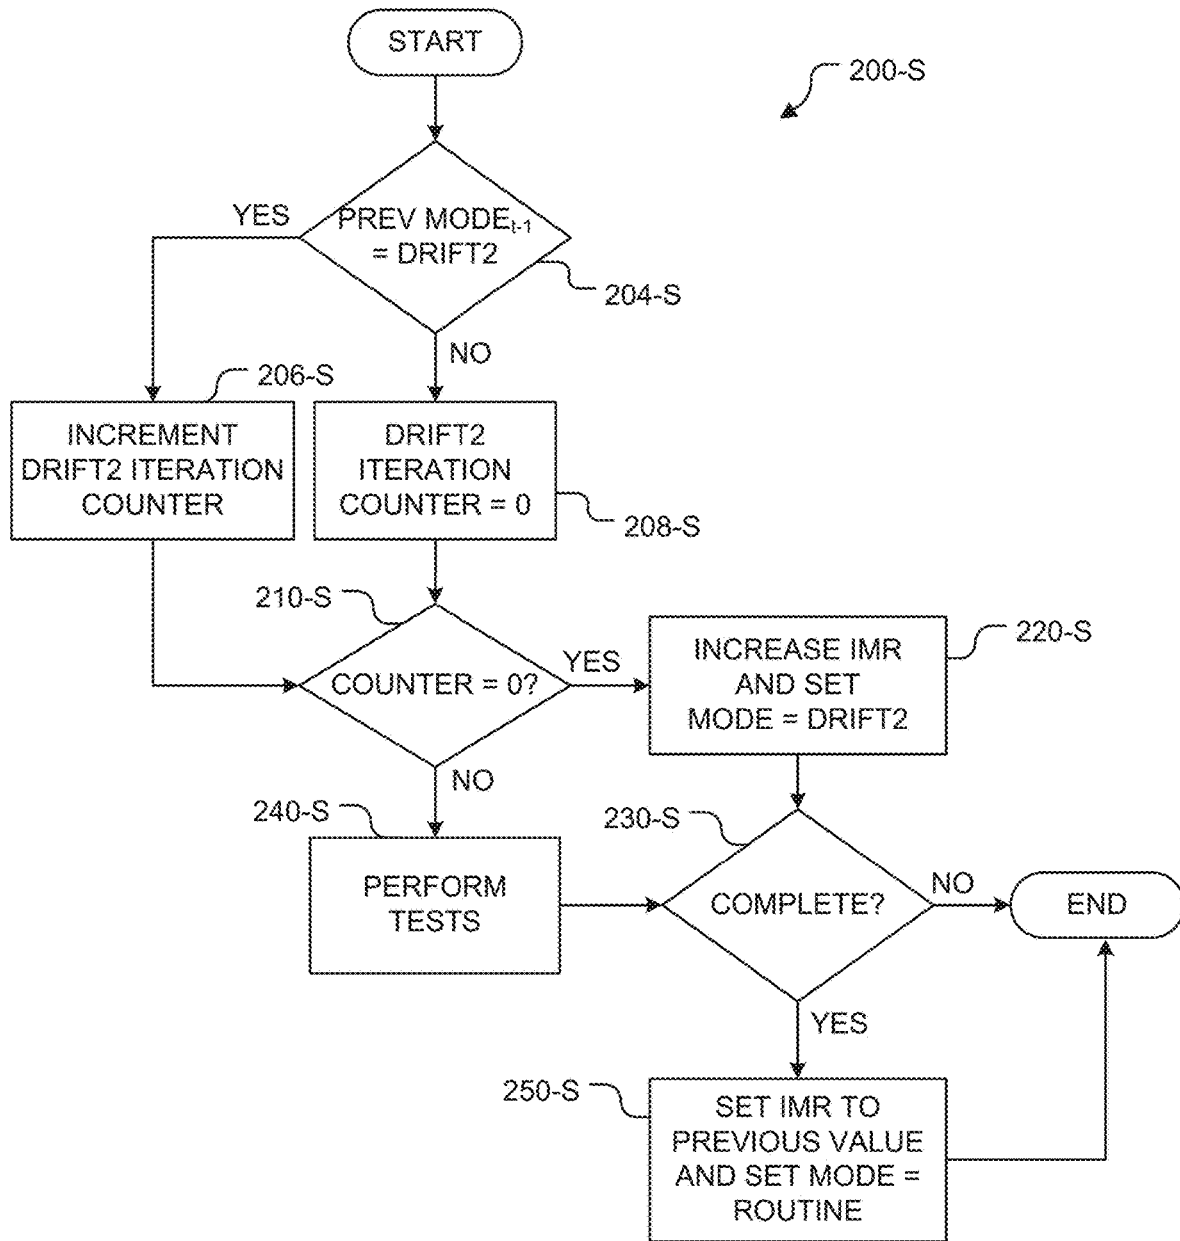 START
200-S
PREV MODEt-1
= DRIFT2
YES
204-S
NO
206-S
INCREMENT
DRIFT2 ITERATION
COUNTER
DRIFT2
ITERATION
COUNTER = 0
208-S
210-S
COUNTER = 0?
YES
INCREASE IMR
AND SET
MODE = DRIFT2
220-S
NO
240-S
PERFORM
TESTS
230-S
COMPLETE?
NO
END
YES
250-S
SET IMR TO
PREVIOUS VALUE
AND SET MODE =
ROUTINE